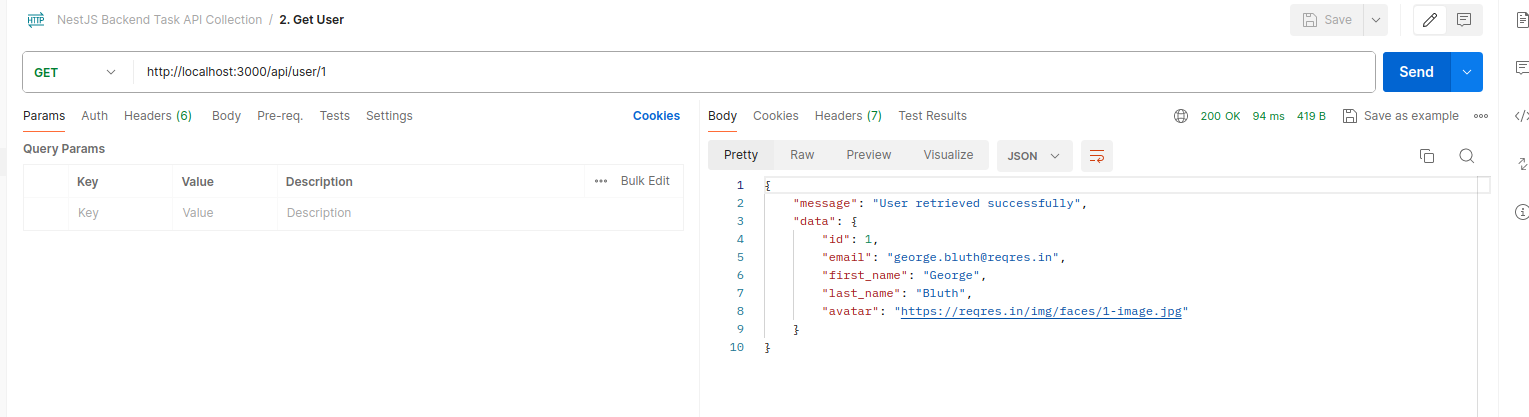 HTTP NestJS Backend Task API Collection / 2. Get User Save
GET http://localhost:3000/api/user/1 Send
Params Auth Headers (6) Body Pre-req. Tests Settings Cookies
Query Params
Key Value Description ••• Bulk Edit
Key Value Description
Body Cookies Headers (7) Test Results 200 OK 94 ms 419 B Save as example •••
Pretty Raw Preview Visualize JSON
1 {
2 "message": "User retrieved successfully",
3 "data": {
4 "id": 1,
5 "email": "george.bluth@reqres.in",
6 "first_name": "George",
7 "last_name": "Bluth",
8 "avatar": "https://reqres.in/img/faces/1-image.jpg"
9 }
10 }